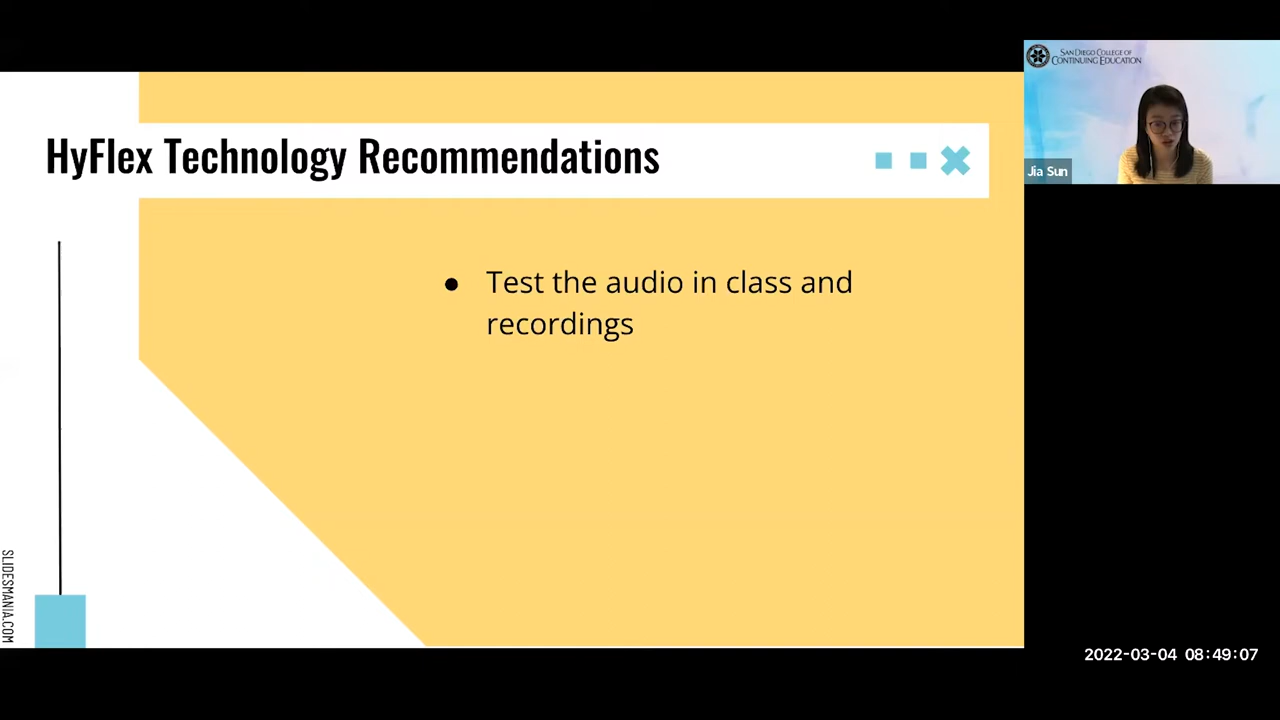 HyFlex Technology Recommendations
● Test the audio in class and
recordings
SLIDESMANIA.COM
SAN DIEGO COLLEGE OF
CONTINUING EDUCATION
Jia Sun
2022-03-04 08:49:07